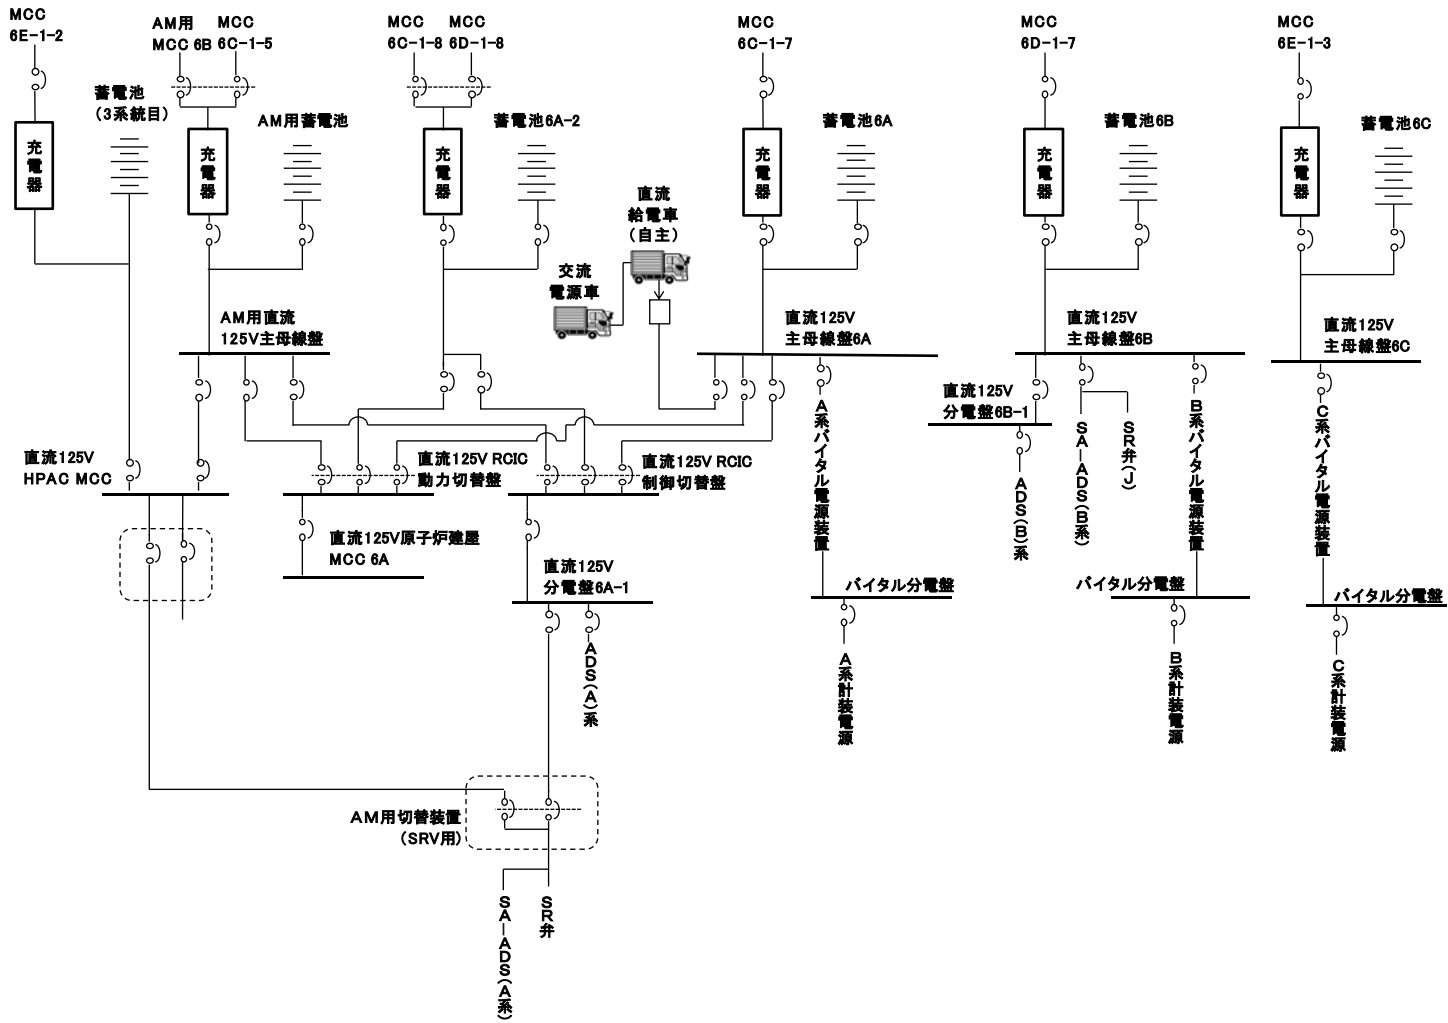 MCC
6E-1-2
AM用
MCC 6B
MCC
6C-1-5
MCC
6C-1-8
MCC
6D-1-8
MCC
6C-1-7
MCC
6D-1-7
MCC
6E-1-3
蓄電池
(3系統目)
AM用蓄電池
蓄電池6A-2
蓄電池6A
蓄電池6B
蓄電池6C
充電器
充電器
充電器
充電器
充電器
充電器
直流
給電車
(自主)
交流
電源車
AM用直流
125V主母線盤
直流125V
主母線盤6A
直流125V
主母線盤6B
直流125V
主母線盤6C
直流125V
分電盤6B-1
A系バイタル電源装置
SA-ADS(B系)
SR弁(J)
B系バイタル電源装置
C系バイタル電源装置
直流125V
HPAC MCC
直流125V RCIC
動力切替盤
直流125V RCIC
制御切替盤
ADS(B)系
直流125V原子炉建屋
MCC 6A
直流125V
分電盤6A-1
バイタル分電盤
バイタル分電盤
バイタル分電盤
ADS(A)系
A系計装電源
B系計装電源
C系計装電源
AM用切替装置
(SRV用)
SA-ADS(A系)
SR弁